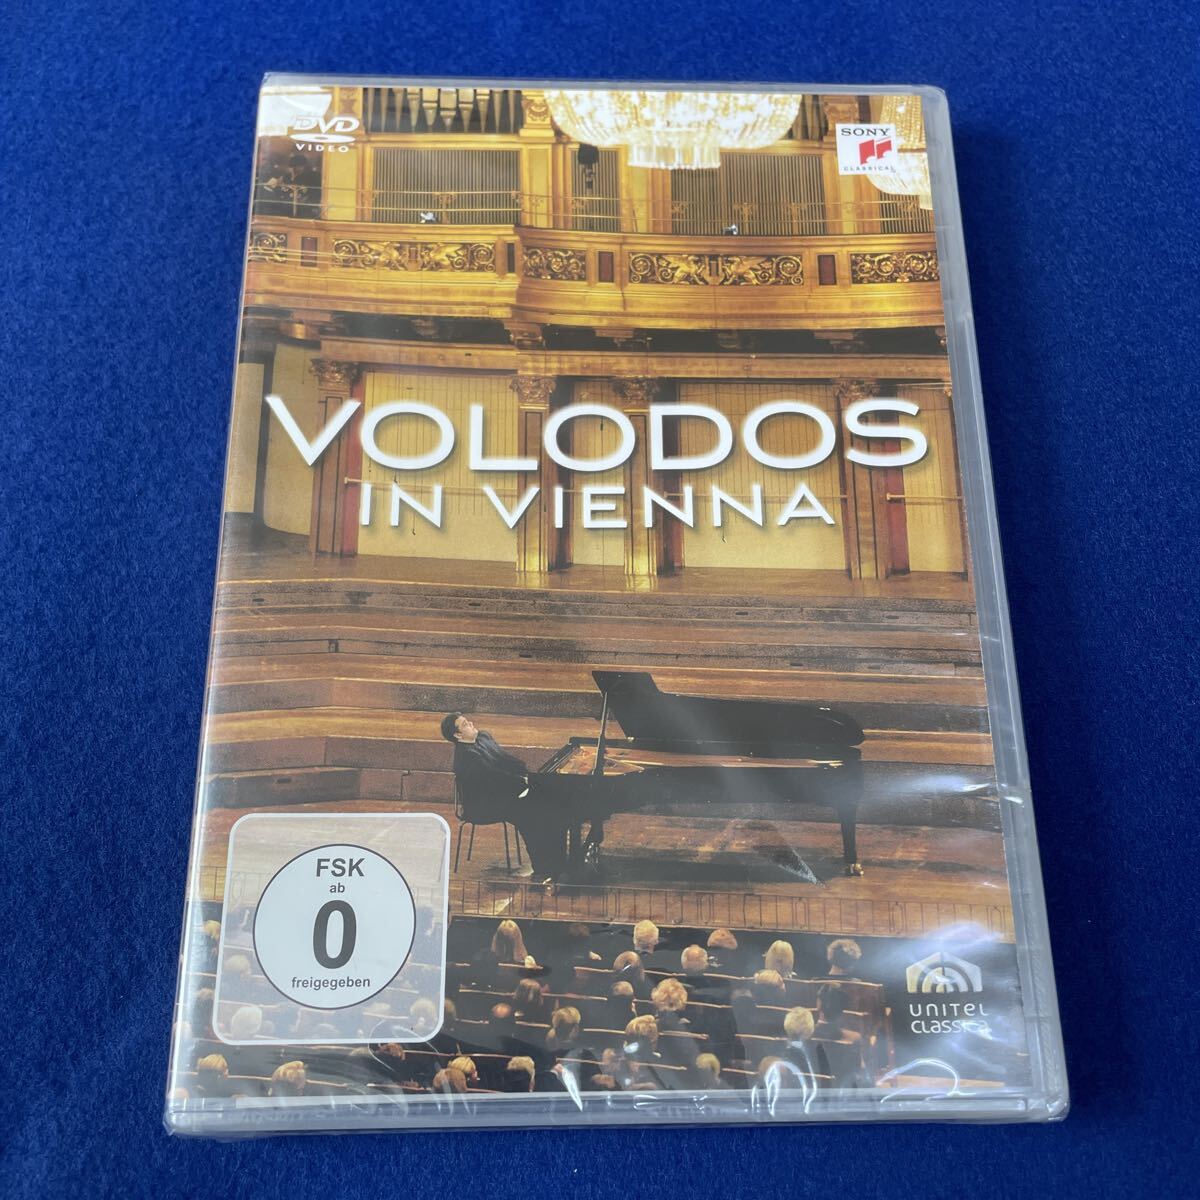 DVD
VIDEO
SONY
CLASSICAL
VOLODOS
IN VIENNA
FSK
ab
0
freigegeben
UNITEL
CLASSICA